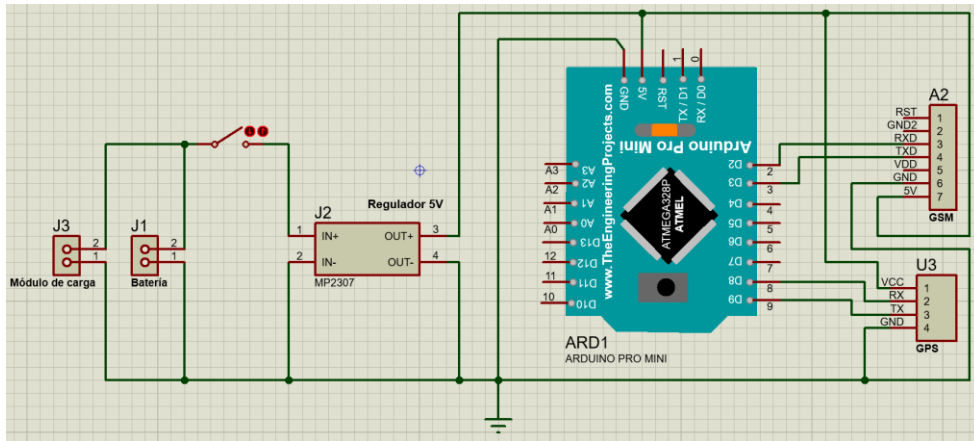 J3
2
1
Módulo de carga
J1
2
1
Batería
J2
Regulador 5V
1
IN+
OUT+
3
2
IN-
OUT-
4
MP2307
GND
5V
RST
TX / D1
1
RX / D0
0
www.TheEngineeringProjects.com
Arduino Pro Mini
ATMEGA328P
ATMEL
A3
A3
A2
A2
A1
A1
A0
A0
13
D13
12
D12
11
D11
10
D10
D2
2
D3
3
D4
4
D5
5
D6
6
D7
7
D8
8
D9
9
ARD1
ARDUINO PRO MINI
A2
RST
1
GND2
2
RXD
3
TXD
4
VDD
5
GND
6
5V
7
GSM
U3
VCC
1
RX
2
TX
3
GND
4
GPS